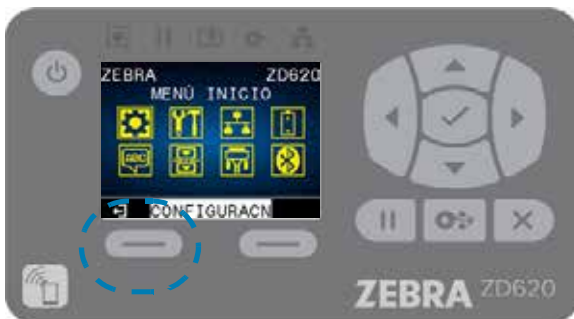 ZEBRA ZD620
MENÚ INICIO
ABC
CONFIGURACN
ZEBRA ZD620